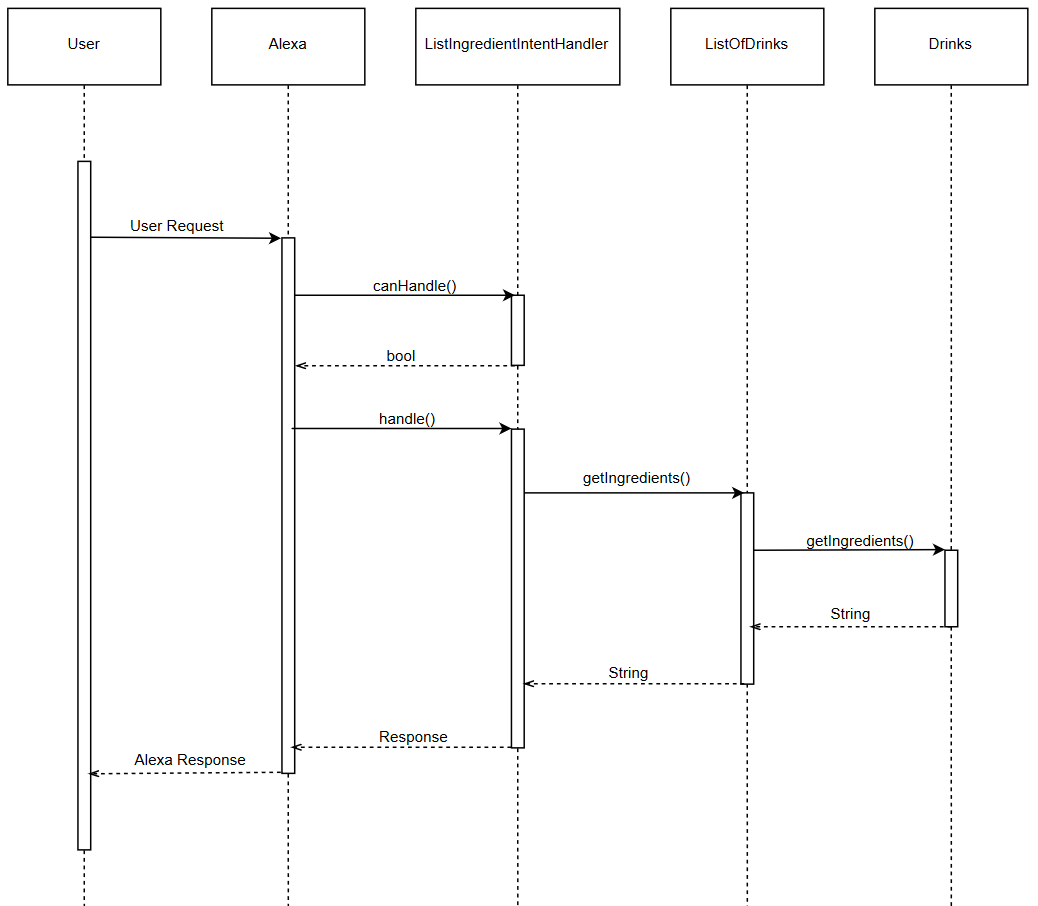 User
Alexa
ListIngredientIntentHandler
ListOfDrinks
Drinks
User Request
canHandle()
bool
handle()
getIngredients()
getIngredients()
String
String
Response
Alexa Response